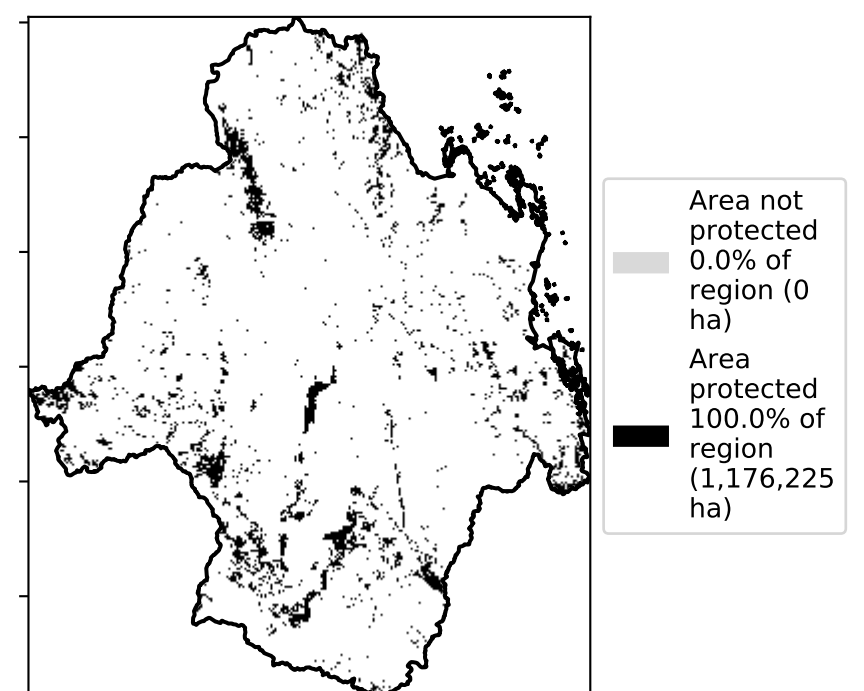 Area not
protected
0.0% of
region (0
ha)
Area
protected
100.0% of
region
(1,176,225
ha)